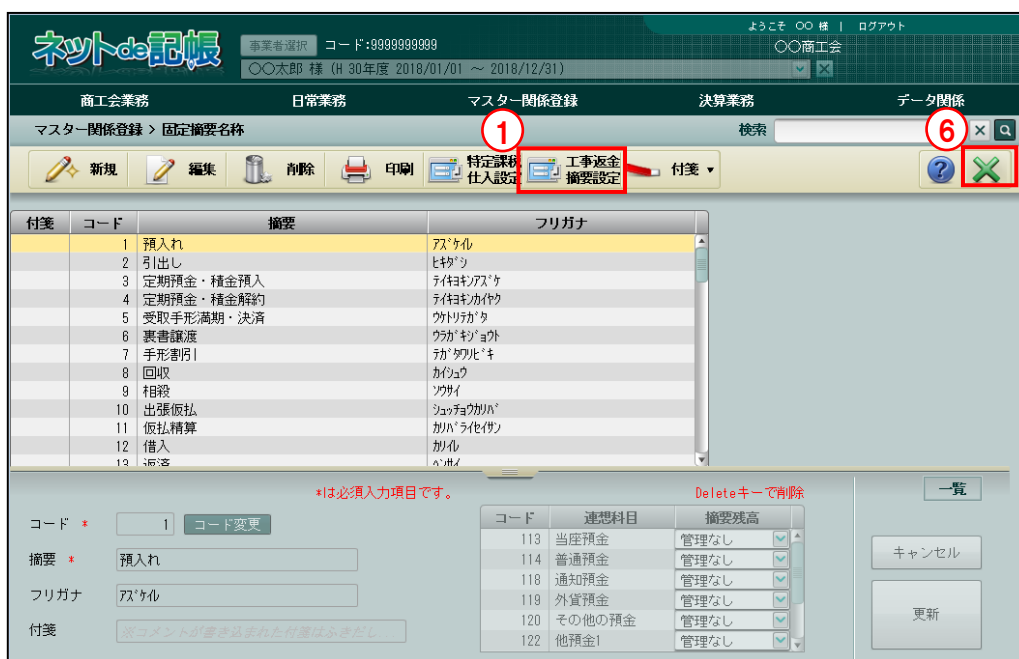 ようこそ 〇〇 様 | ログアウト
ネットde記帳
事業者選択 コード:9999999999
〇〇商工会
〇〇太郎 様 (H 30年度 2018/01/01 ～ 2018/12/31)
商工会業務 日常業務 マスター関係登録 決算業務 データ関係
マスター関係登録 > 固定摘要名称 ① 検索 ⑥
新規 編集 削除 印刷 特定課税仕入設定 工事返金摘要設定 付箋
付箋 コード 摘要 フリガナ
1 預入れ ｱｽﾞｹｲﾚ
2 引出し ﾋｷﾀﾞｼ
3 定期預金・積金預入 ﾃｲｷﾖｷﾝｱｽﾞｹ
4 定期預金・積金解約 ﾃｲｷﾖｷﾝｶｲﾔｸ
5 受取手形満期・決済 ｳｹﾄﾘﾃｶﾞﾀ
6 裏書譲渡 ｳﾗｶﾞｷｼﾞｮｳﾄ
7 手形割引 ﾃｶﾞﾀﾜﾘﾋﾞｷ
8 回収 ｶｲｼｭｳ
9 相殺 ｿｳｻｲ
10 出張仮払 ｼｭｯﾁｮｳｶﾘﾊﾞ
11 仮払精算 ｶﾘﾊﾞﾗｲｾｲｻﾝ
12 借入 ｶﾘｲﾚ
13 返済 ﾍﾝｻｲ
*は必須入力項目です。 Deleteキーで削除 一覧
コード * 1 コード変更
摘要 * 預入れ
フリガナ ｱｽﾞｹｲﾚ
付箋 ※コメントが書き込まれた付箋はふきだし
コード 連想科目 摘要残高
113 当座預金 管理なし
114 普通預金 管理なし
118 通知預金 管理なし
119 外貨預金 管理なし
120 その他の預金 管理なし
122 他預金1 管理なし
キャンセル
更新